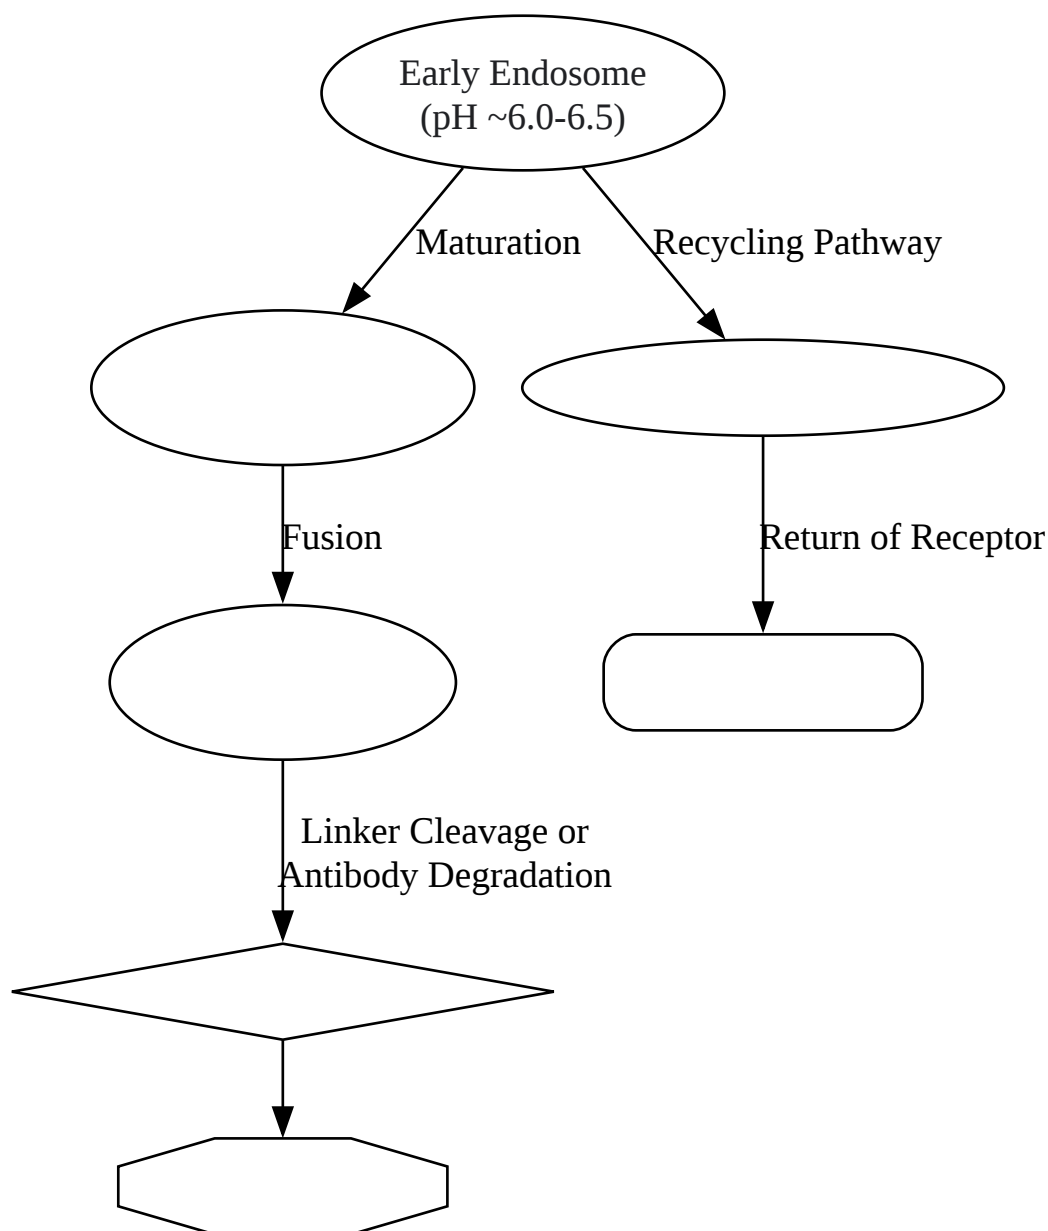 Early Endosome
(pH ~6.0-6.5)
Maturation
Recycling Pathway
Fusion
Return of Receptor
Linker Cleavage or
Antibody Degradation